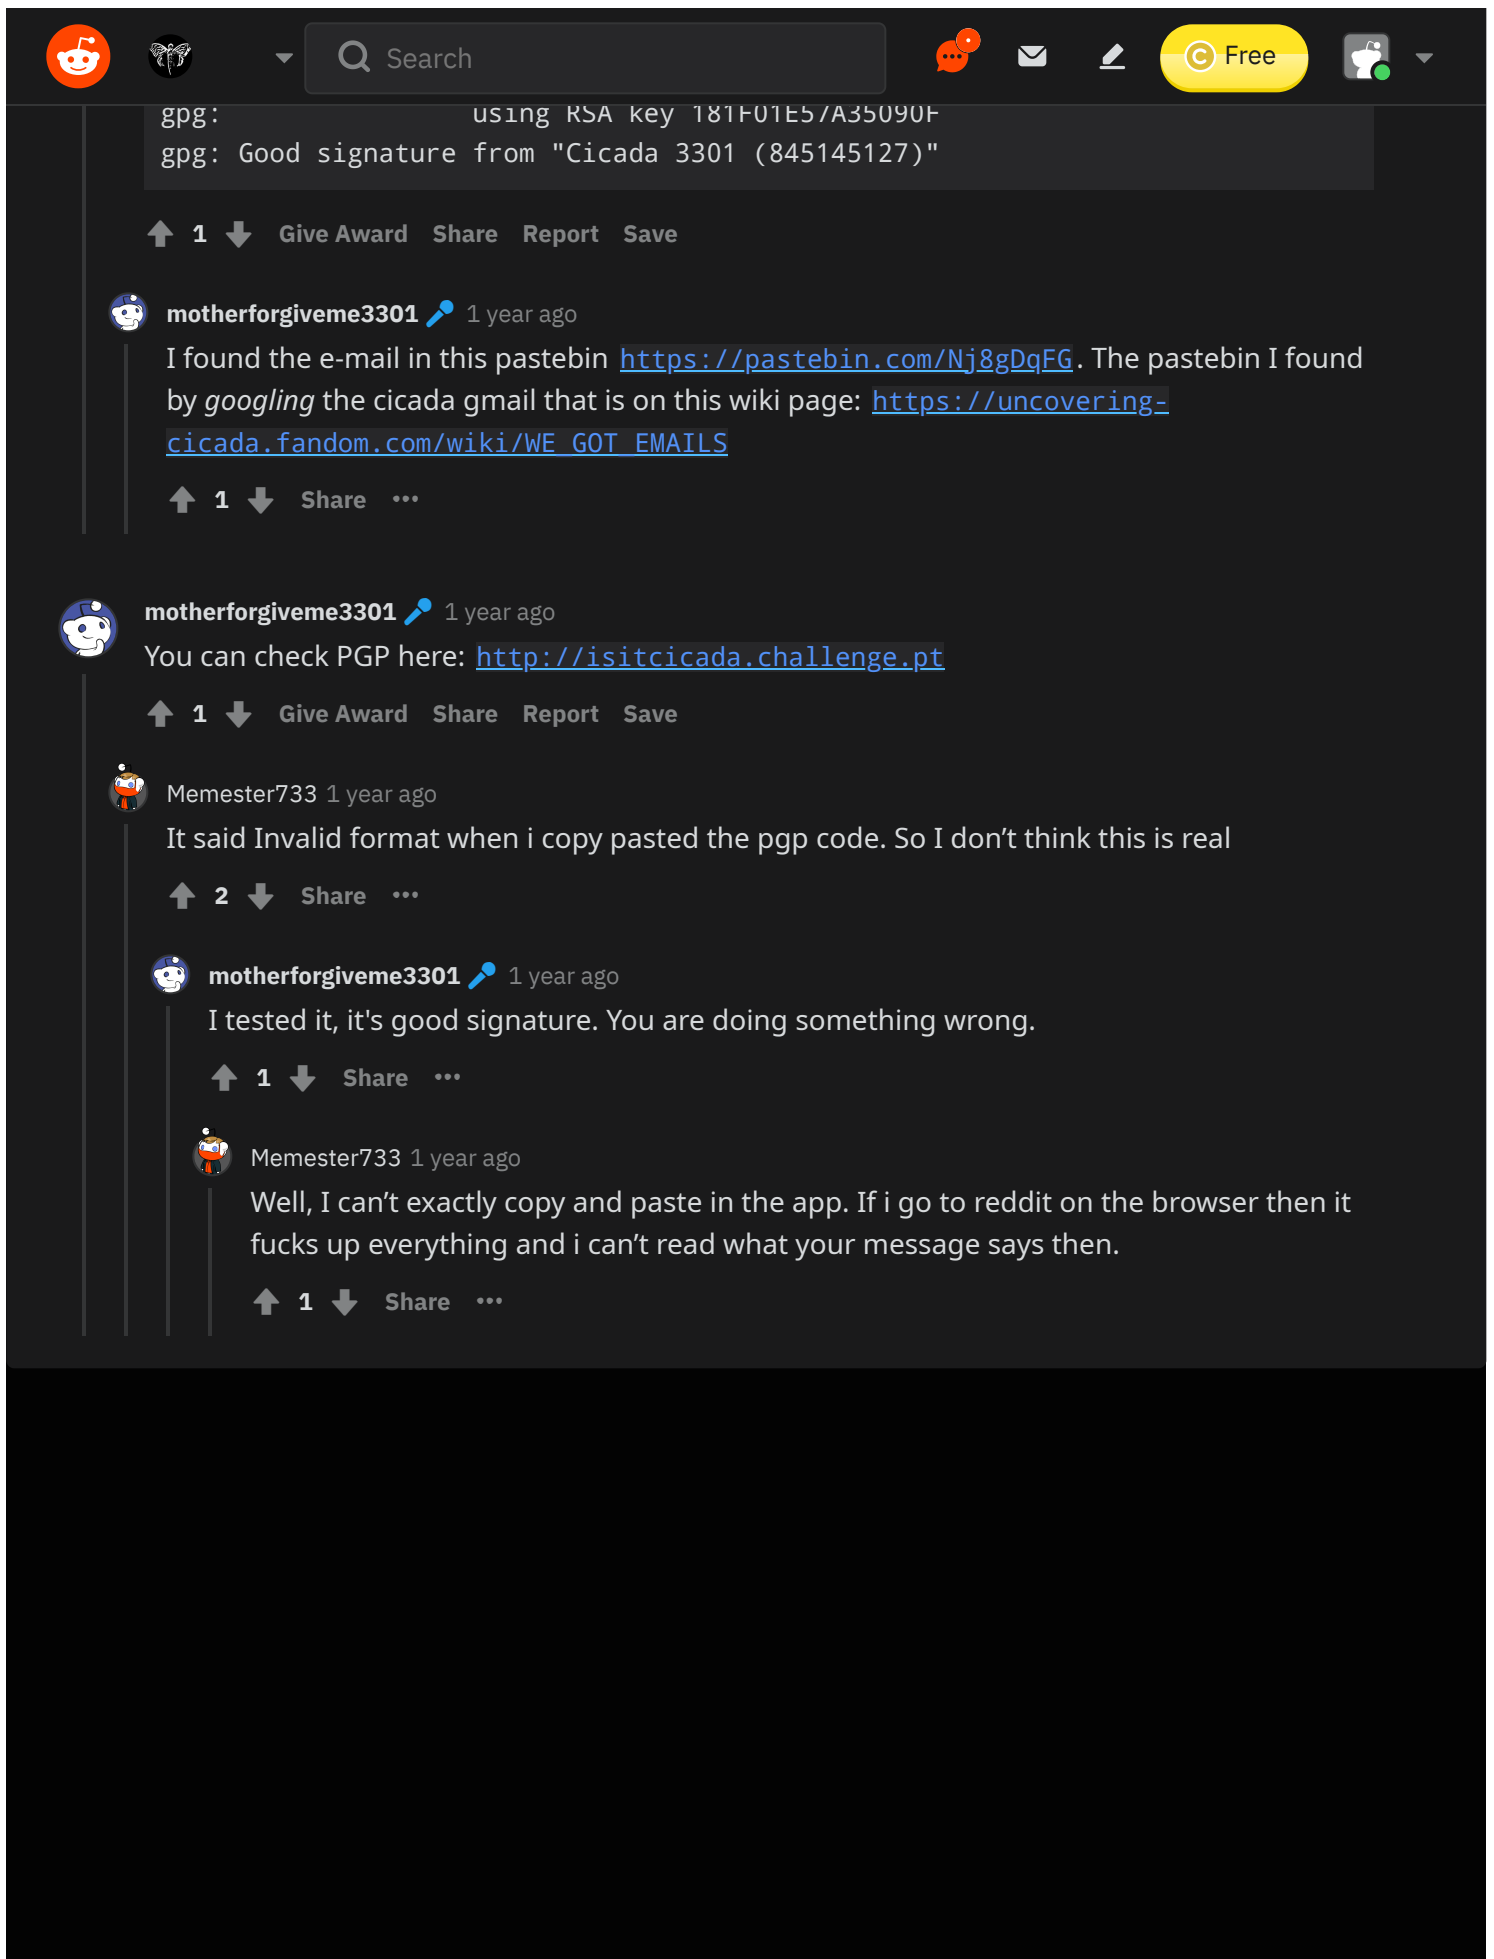 Search
Free
gpg:                using RSA key 181F01E57A35090F
gpg: Good signature from "Cicada 3301 (845145127)"
1 Give Award Share Report Save
motherforgiveme3301 1 year ago
I found the e-mail in this pastebin https://pastebin.com/Nj8gDqFG. The pastebin I found
by googling the cicada gmail that is on this wiki page: https://uncovering-
cicada.fandom.com/wiki/WE_GOT_EMAILS
1 Share •••
motherforgiveme3301 1 year ago
You can check PGP here: http://isitcicada.challenge.pt
1 Give Award Share Report Save
Memester733 1 year ago
It said Invalid format when i copy pasted the pgp code. So I don’t think this is real
2 Share •••
motherforgiveme3301 1 year ago
I tested it, it's good signature. You are doing something wrong.
1 Share •••
Memester733 1 year ago
Well, I can’t exactly copy and paste in the app. If i go to reddit on the browser then it
fucks up everything and i can’t read what your message says then.
1 Share •••